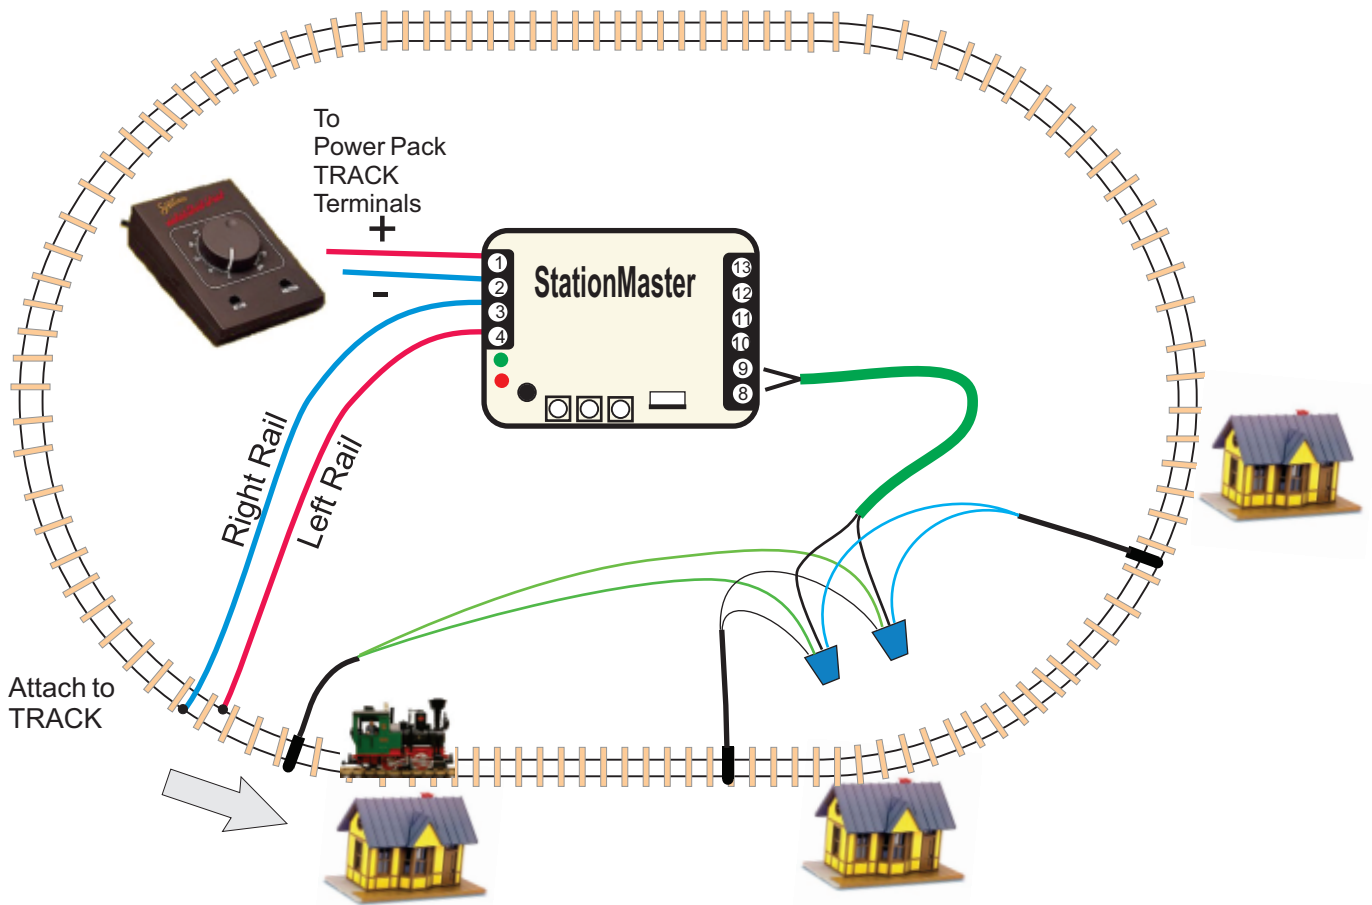 To
Power Pack
TRACK
Terminals
+
-
StationMaster
1
2
3
4
13
12
11
10
9
8
Right Rail
Left Rail
Attach to
TRACK